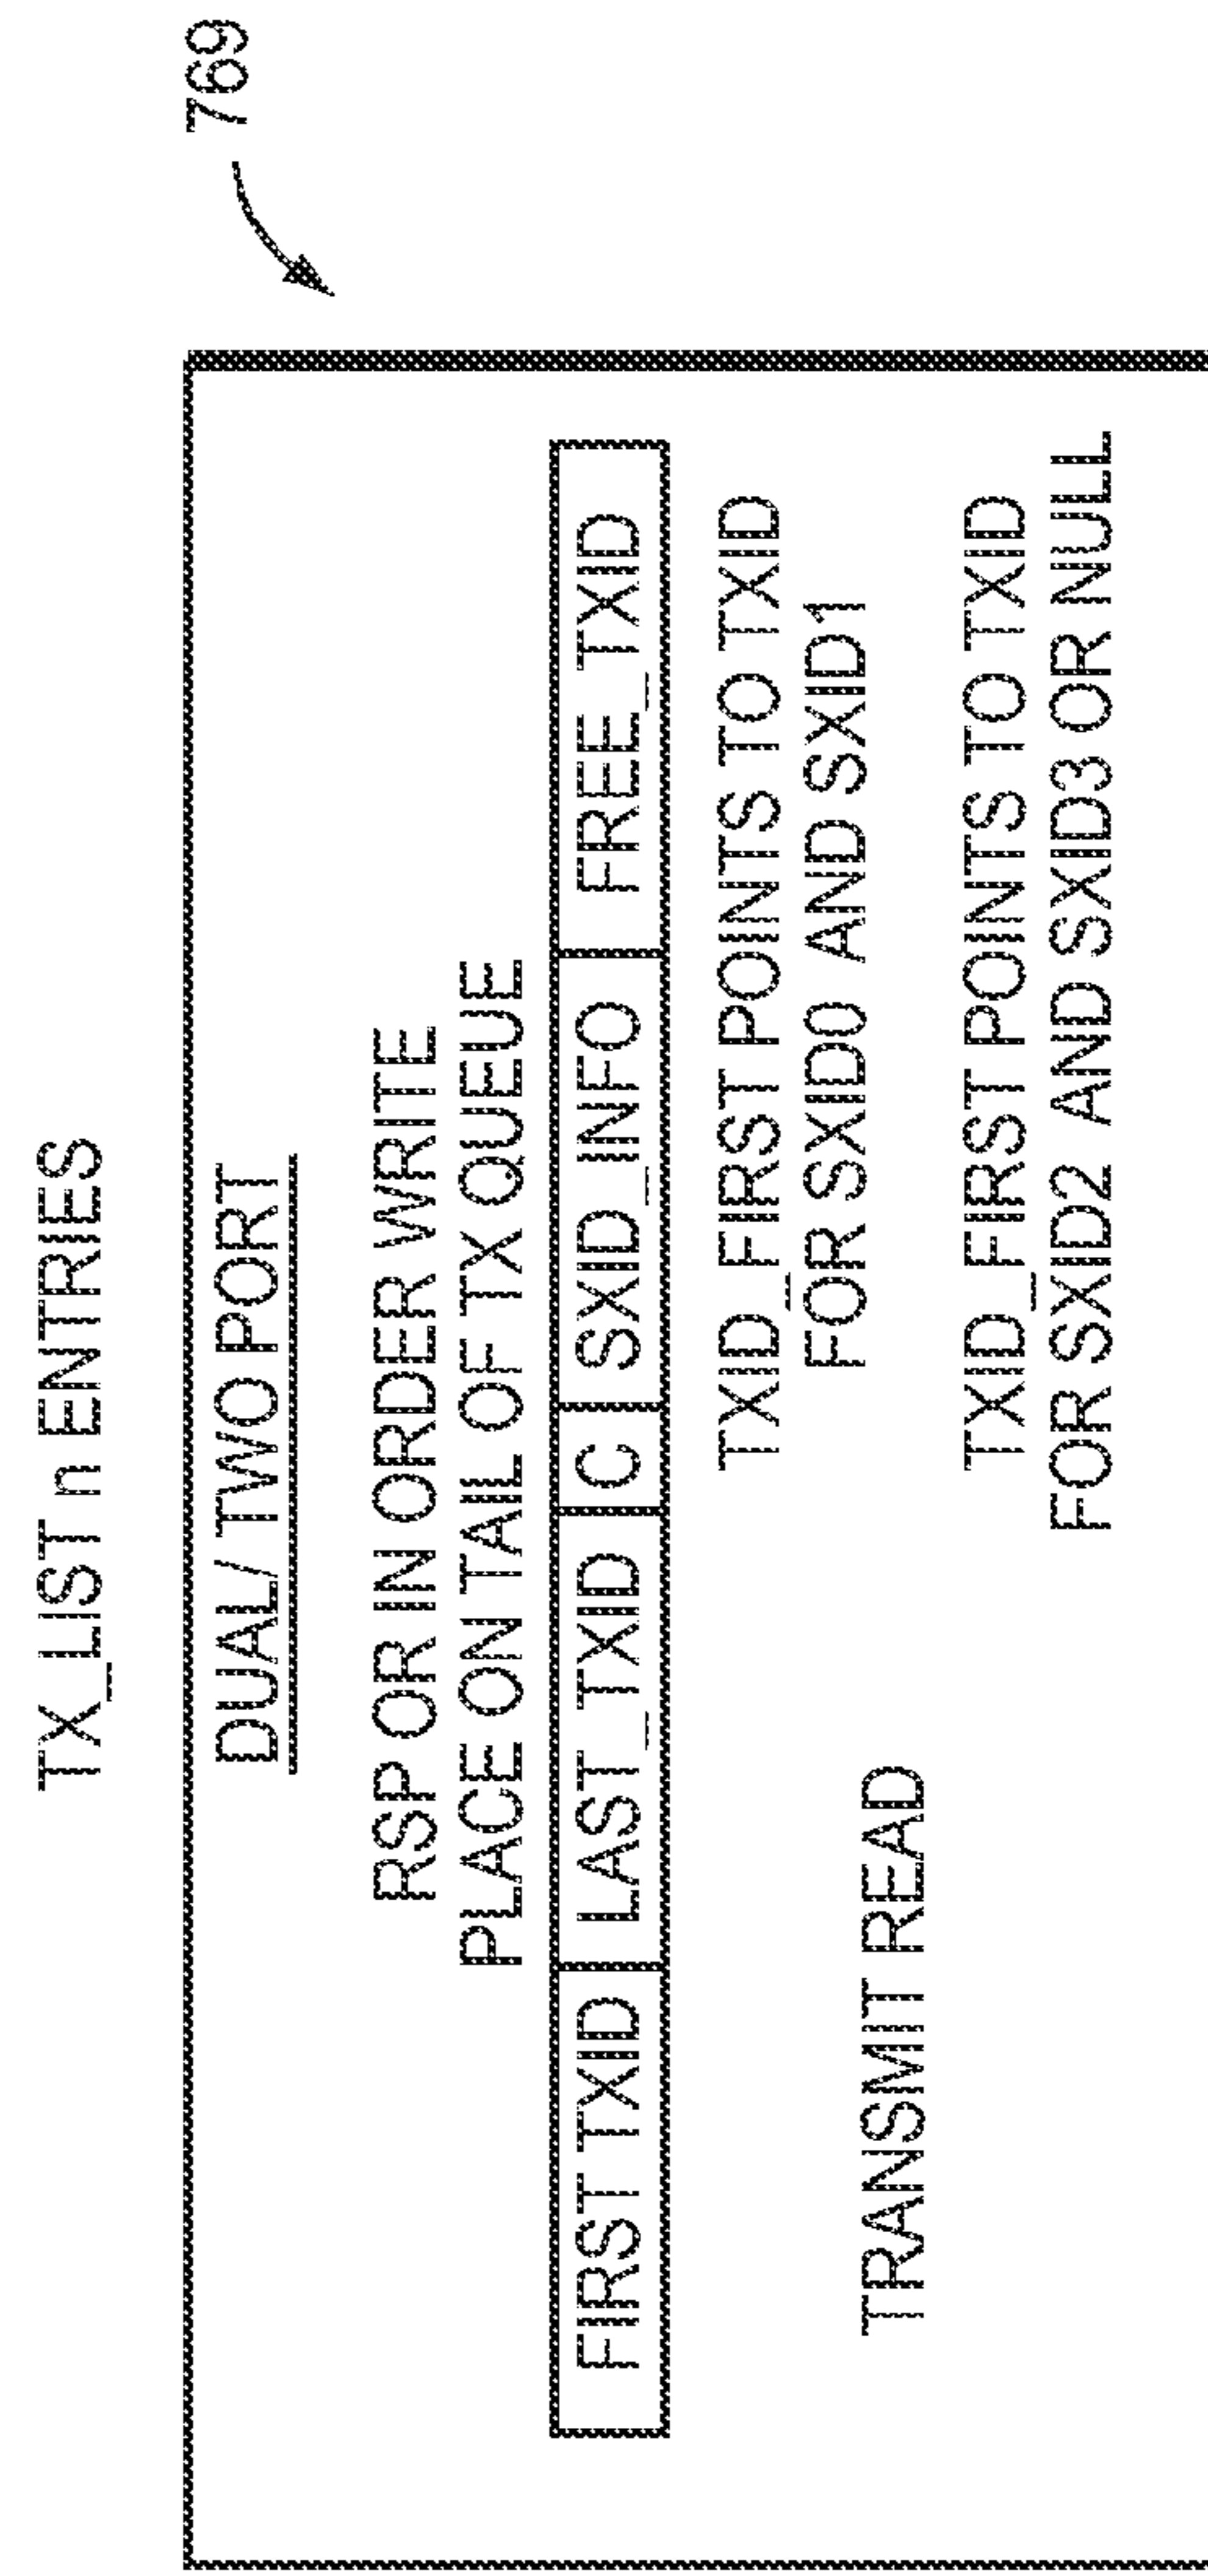 TX_LIST n ENTRIES
769
DUAL/ TWO PORT
RSP OR IN ORDER WRITE
PLACE ON TAIL OF TX QUEUE
FIRST TXID LAST_TXID C SXID_INFO FREE_TXID
TXID_FIRST POINTS TO TXID
FOR SXID0 AND SXID1
TRANSMIT READ
TXID_FIRST POINTS TO TXID
FOR SXID2 AND SXID3 OR NULL